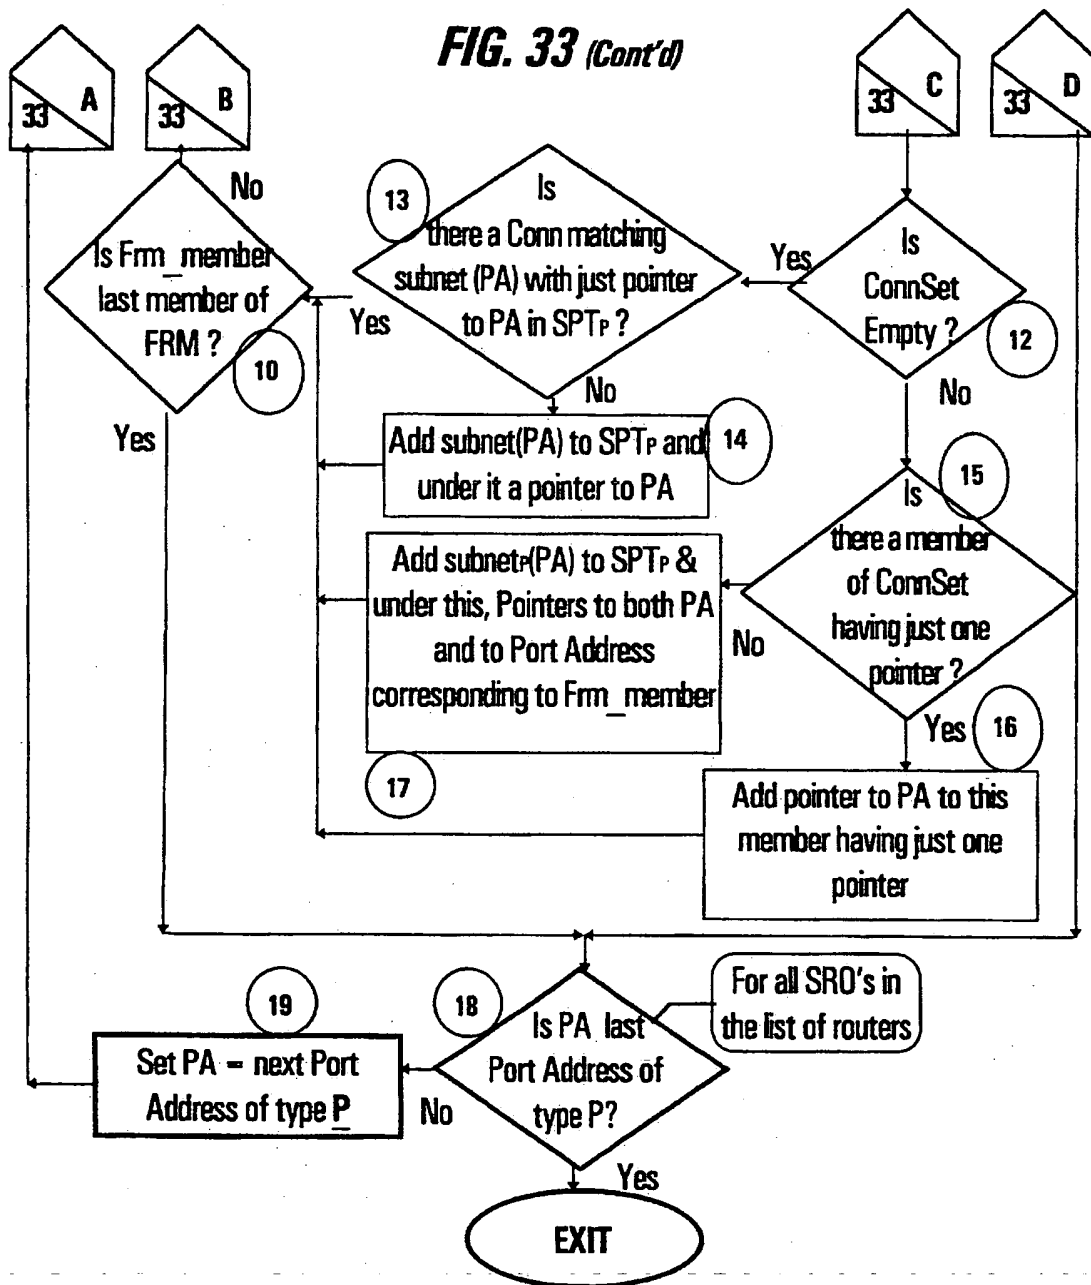 FIG. 33 (Cont'd)
33 A
33 B
33 C
33 D
No
Is Frm_member
last member of
FRM ?
10
Yes
13
Is
there a Conn matching
subnet (PA) with just pointer
to PA in SPTP ?
Yes
No
Yes
Is
ConnSet
Empty ?
12
No
Add subnet(PA) to SPTP and
under it a pointer to PA
14
15
Is
there a member
of ConnSet
having just one
pointer ?
No
Yes
16
Add subnetP(PA) to SPTP &
under this, Pointers to both PA
and to Port Address
corresponding to Frm_member
17
Add pointer to PA to this
member having just one
pointer
For all SRO's in
the list of routers
18
Is PA last
Port Address of
type P?
No
Yes
19
Set PA = next Port
Address of type P
EXIT